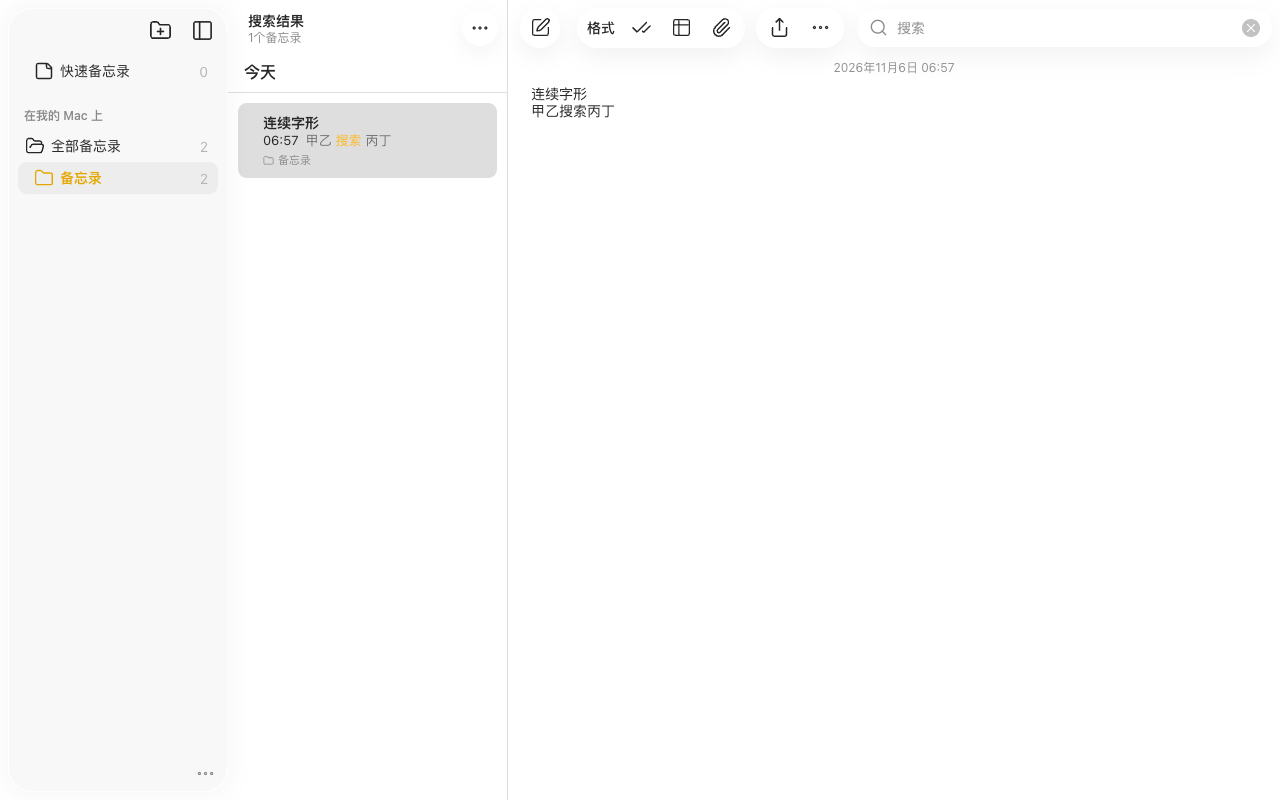 快速备忘录 0
在我的 Mac 上
全部备忘录 2
备忘录 2
搜索结果
1个备忘录
今天
连续字形
06:57 甲乙 搜索 丙丁
备忘录
格式
搜索
2026年11月6日 06:57
连续字形
甲乙搜索丙丁